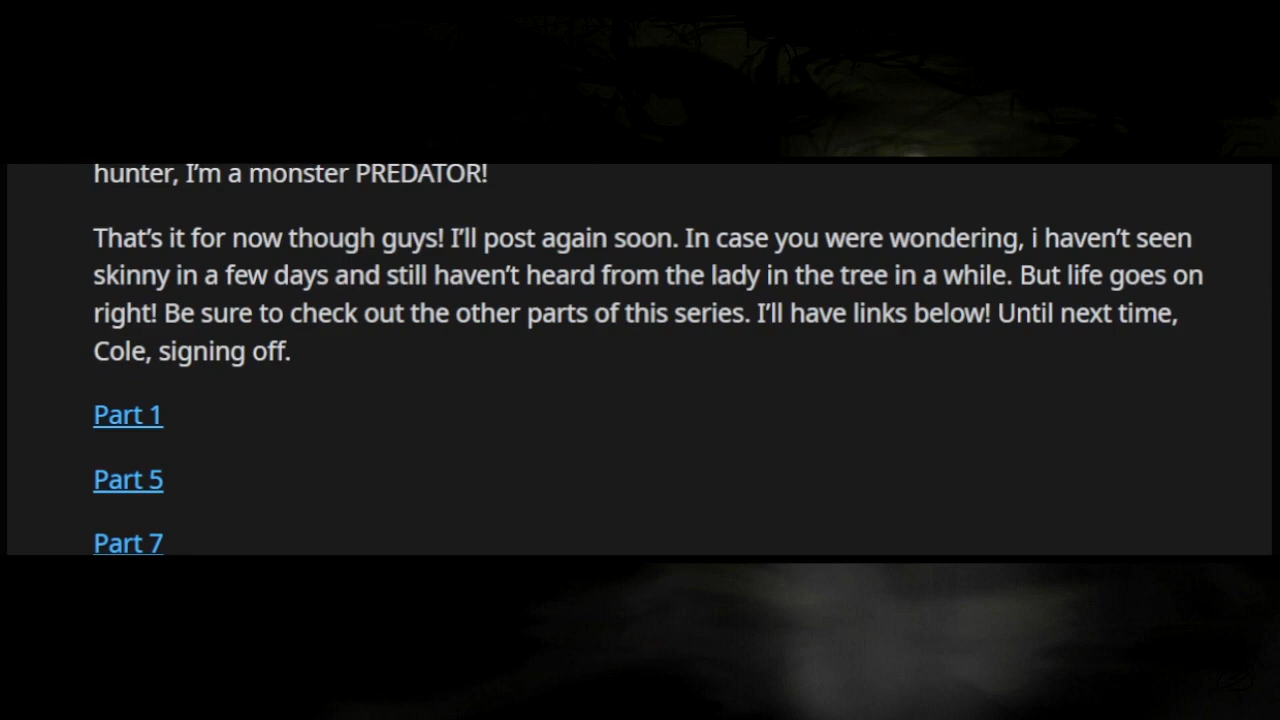 hunter, I’m a monster PREDATOR!
That’s it for now though guys! I’ll post again soon. In case you were wondering, i haven’t seen
skinny in a few days and still haven’t heard from the lady in the tree in a while. But life goes on
right! Be sure to check out the other parts of this series. I’ll have links below! Until next time,
Cole, signing off.
Part 1
Part 5
Part 7